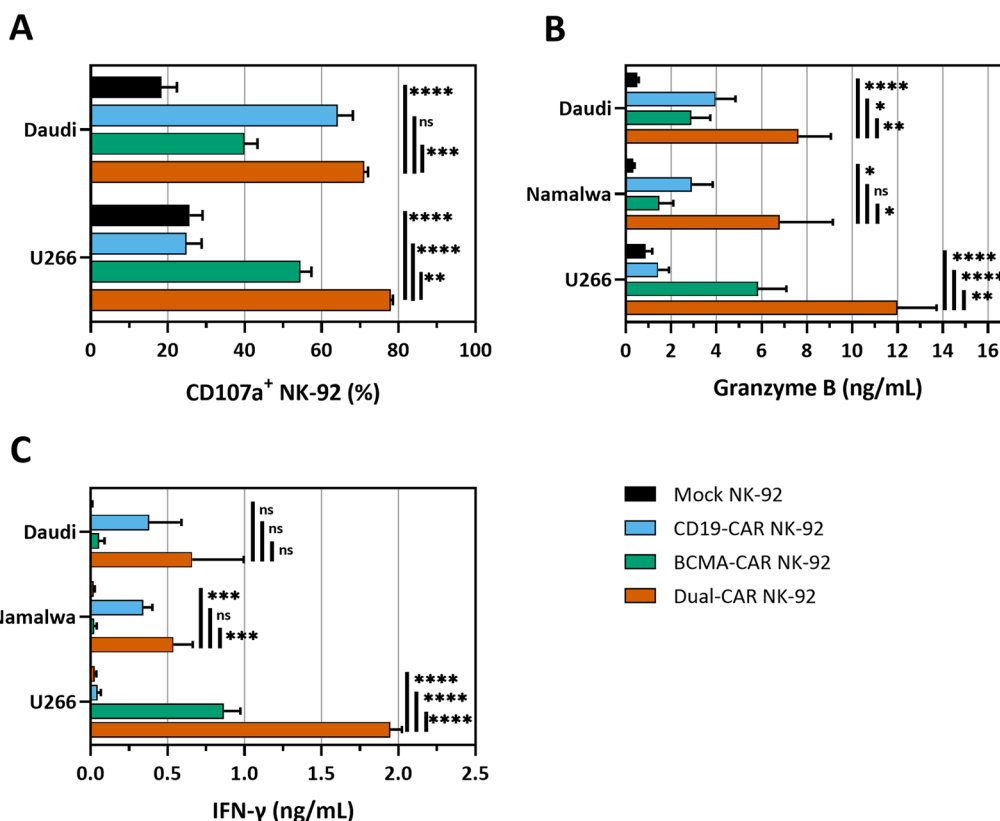 A
Daudi
U266
****
ns
***
****
****
**
0 20 40 60 80 100
CD107a⁺ NK-92 (%)
B
Daudi
Namalwa
U266
****
*
**
*
ns
*
****
****
**
0 2 4 6 8 10 12 14 16
Granzyme B (ng/mL)
C
Daudi
Namalwa
U266
ns
ns
ns
***
ns
***
****
****
****
0.0 0.5 1.0 1.5 2.0 2.5
IFN-γ (ng/mL)
Mock NK-92
CD19-CAR NK-92
BCMA-CAR NK-92
Dual-CAR NK-92